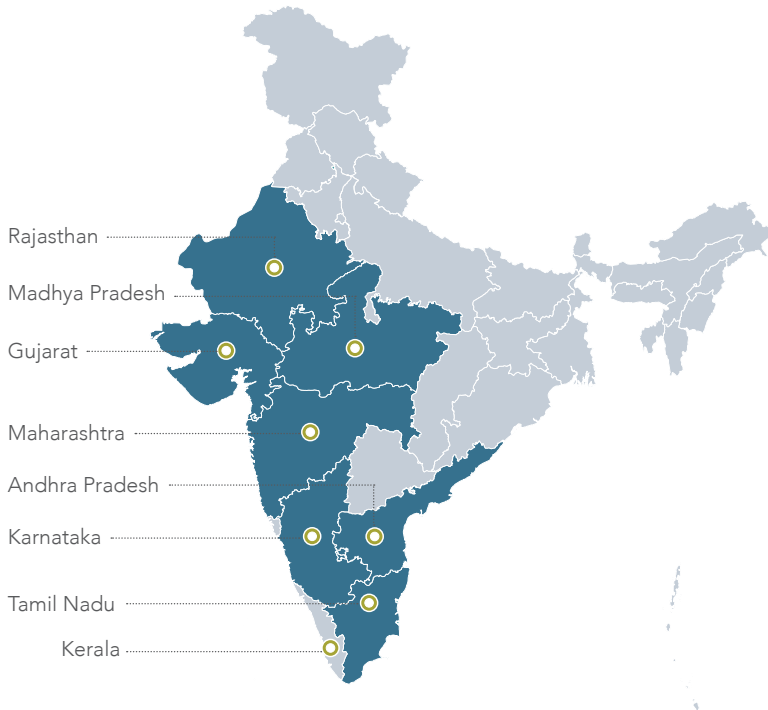 Rajasthan
Madhya Pradesh
Gujarat
Maharashtra
Andhra Pradesh
Karnataka
Tamil Nadu
Kerala